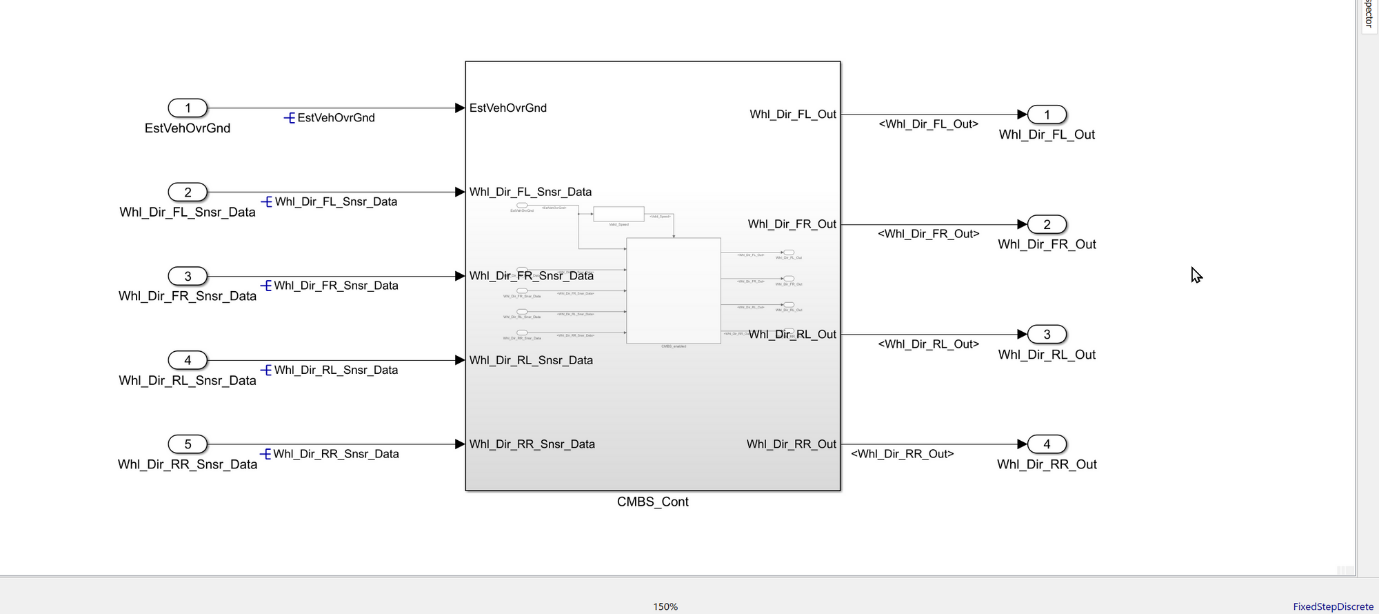 spector
1
EstVehOvrGnd
EstVehOvrGnd
EstVehOvrGnd
Whl_Dir_FL_Out
<Whl_Dir_FL_Out>
1
Whl_Dir_FL_Out
2
Whl_Dir_FL_Snsr_Data
Whl_Dir_FL_Snsr_Data
Whl_Dir_FL_Snsr_Data
Whl_Dir_FR_Out
<Whl_Dir_FR_Out>
2
Whl_Dir_FR_Out
3
Whl_Dir_FR_Snsr_Data
Whl_Dir_FR_Snsr_Data
Whl_Dir_FR_Snsr_Data
Whl_Dir_RL_Out
<Whl_Dir_RL_Out>
3
Whl_Dir_RL_Out
4
Whl_Dir_RL_Snsr_Data
Whl_Dir_RL_Snsr_Data
Whl_Dir_RL_Snsr_Data
5
Whl_Dir_RR_Snsr_Data
Whl_Dir_RR_Snsr_Data
Whl_Dir_RR_Snsr_Data
Whl_Dir_RR_Out
<Whl_Dir_RR_Out>
4
Whl_Dir_RR_Out
CMBS_Cont
150%
FixedStepDiscrete